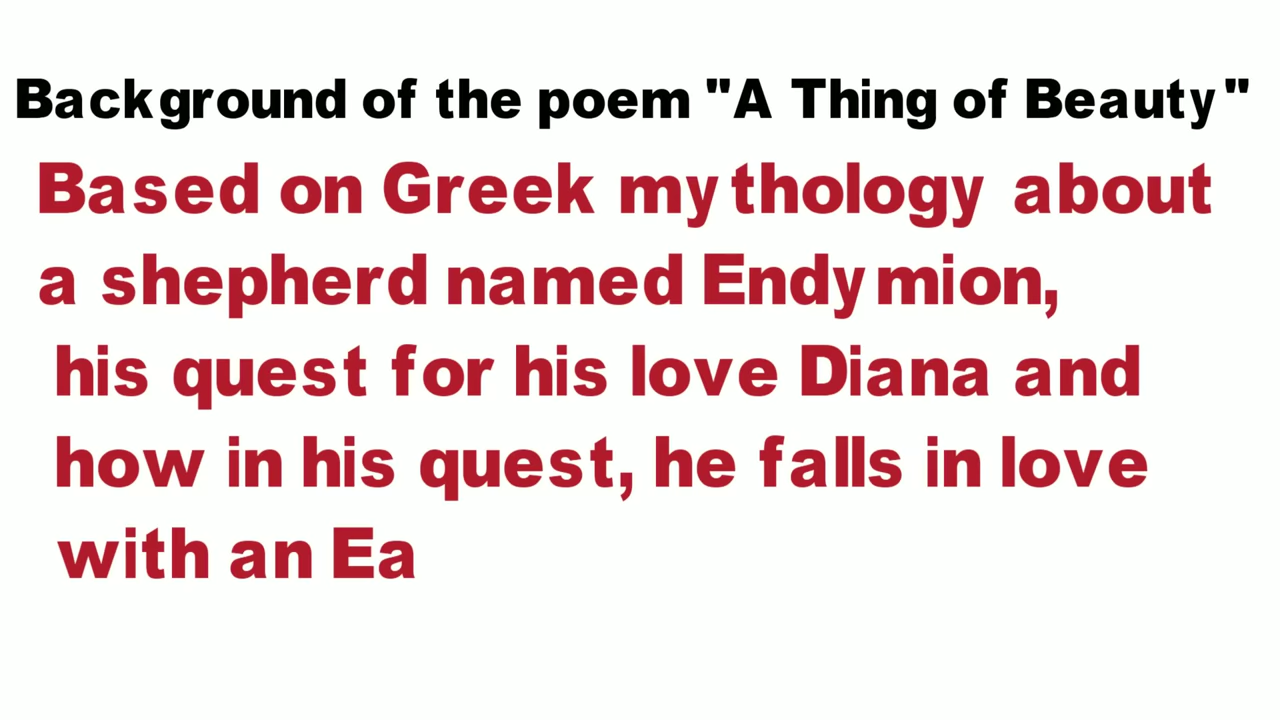 Background of the poem "A Thing of Beauty"
Based on Greek mythology about
a shepherd named Endymion,
his quest for his love Diana and
how in his quest, he falls in love
with an Ea